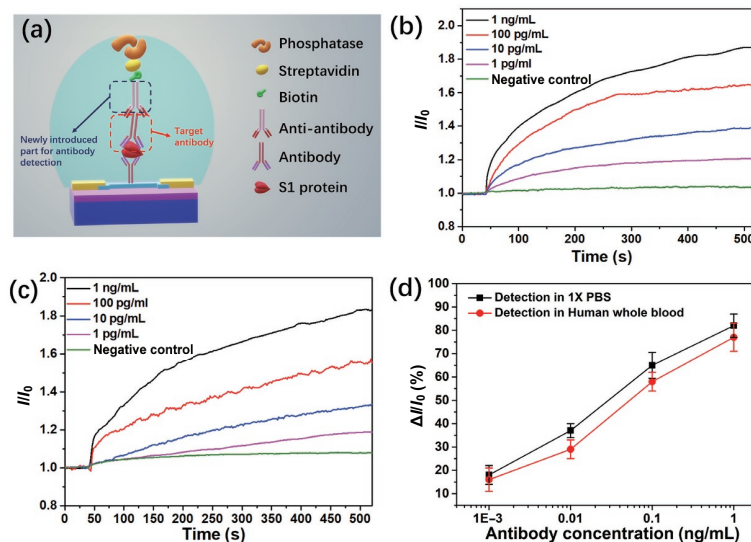 (a)
Phosphatase
Streptavidin
Biotin
Anti-antibody
Antibody
S1 protein
Newly introduced
part for antibody
detection
Target
antibody
(b)
1 ng/mL
100 pg/mL
10 pg/mL
1 pg/ml
Negative control
I/I0
2.0
1.8
1.6
1.4
1.2
1.0
0.8
0 100 200 300 400 500
Time (s)
(c)
1 ng/mL
100 pg/ml
10 pg/mL
1 pg/mL
Negative control
I/I0
2.0
1.8
1.6
1.4
1.2
1.0
0.8
0 50 100 150 200 250 300 350 400 450 500
Time (s)
(d)
Detection in 1X PBS
Detection in Human whole blood
ΔI/I0 (%)
100
90
80
70
60
50
40
30
20
10
1E−3 0.01 0.1 1
Antibody concentration (ng/mL)